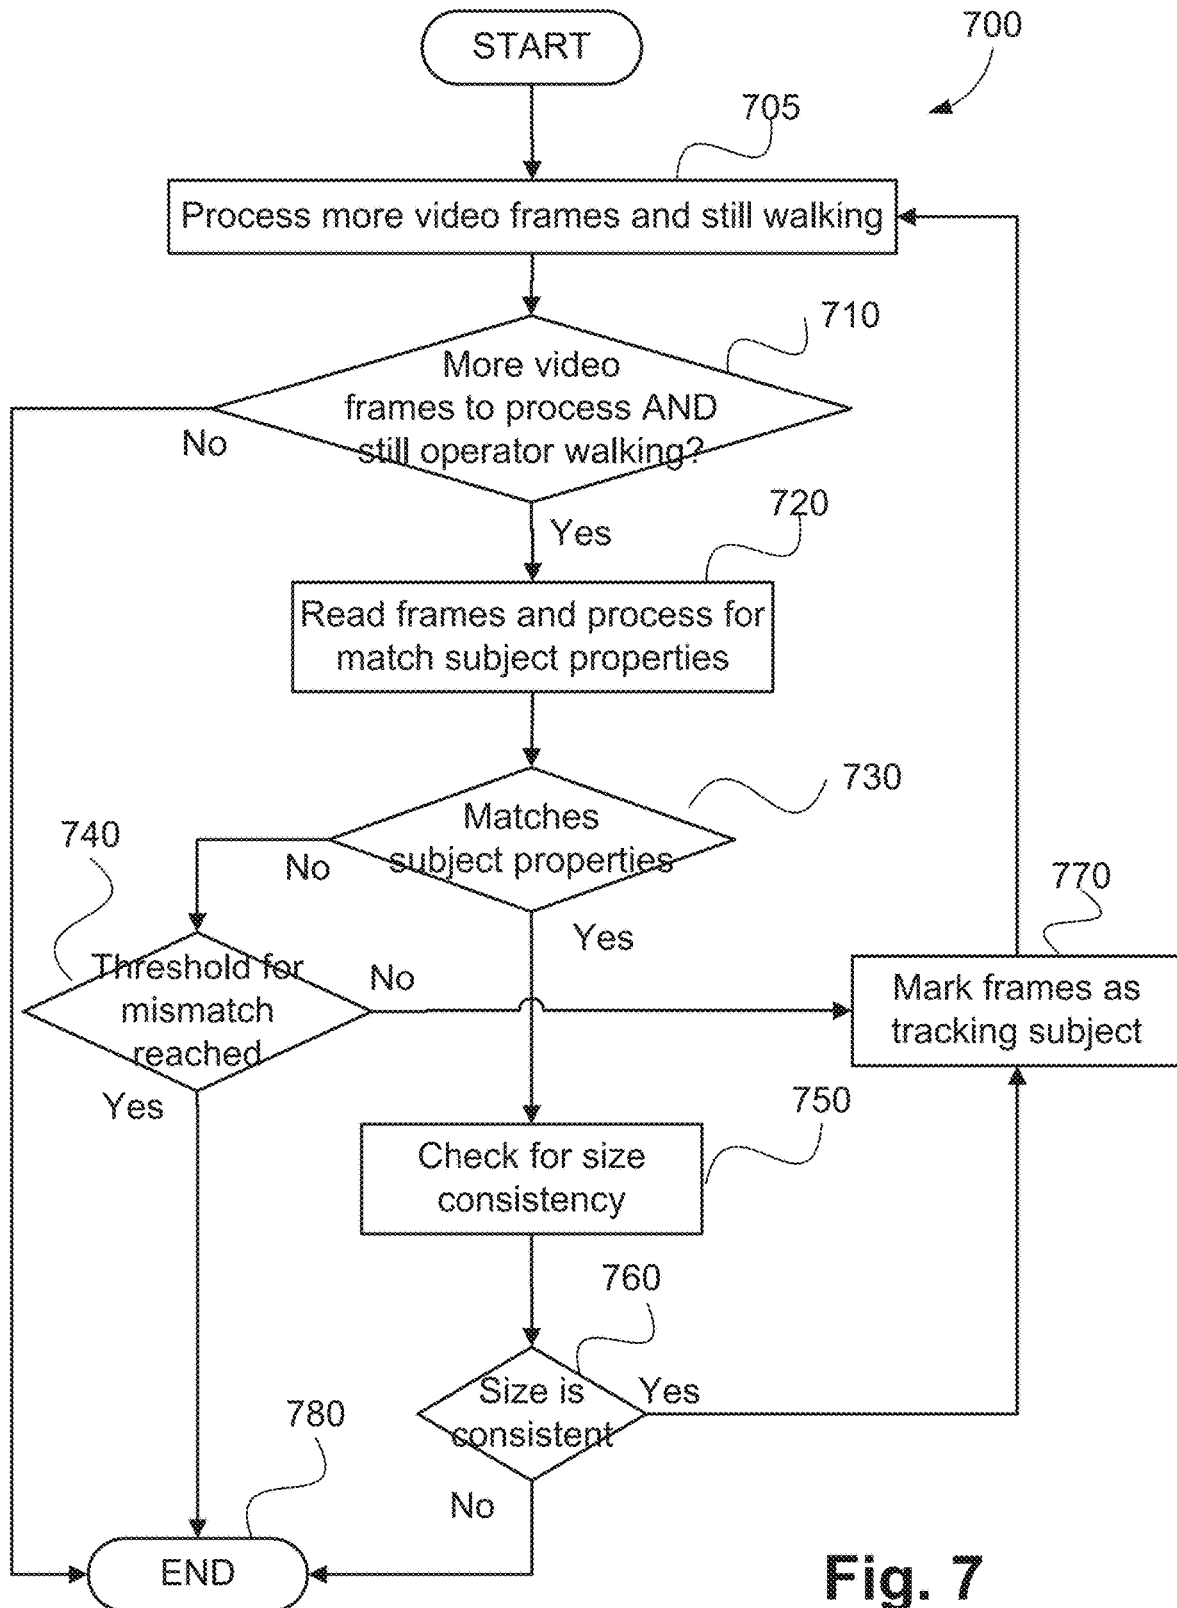 START
700
705
Process more video frames and still walking
710
More video
frames to process AND
still operator walking?
No
Yes
720
Read frames and process for
match subject properties
730
Matches
subject properties
No
Yes
740
Threshold for
mismatch
reached
No
Yes
770
Mark frames as
tracking subject
750
Check for size
consistency
760
Size is
consistent
Yes
No
780
END
Fig. 7